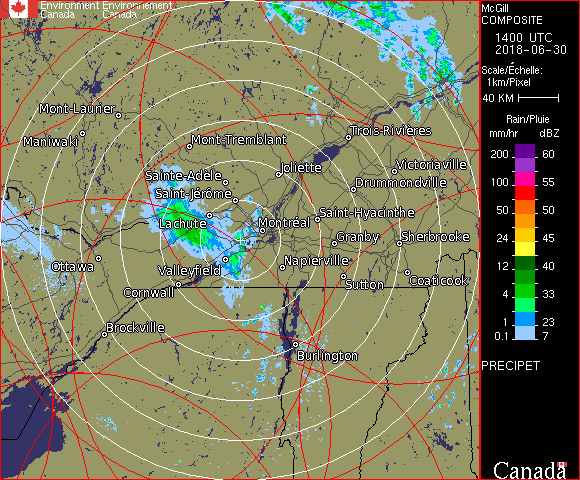 Environment Environnement
Canada Canada
McGill
COMPOSITE
1400 UTC
2018-06-30
Scale/Échelle:
1km/Pixel
40 KM
Rain/Pluie
mm/hr dBZ
200 60
100 55
50 50
24 45
12 40
4 33
1 23
0.1 7
PRECIPET
Canada
Mont-Laurier
Maniwaki
Mont-Tremblant
Trois-Rivières
Joliette
Victoriaville
Sainte-Adèle
Drummondville
Saint-Jérôme
Saint-Hyacinthe
Lachute
Montréal
Granby
Sherbrooke
Ottawa
Valleyfield
Napierville
Cornwall
Sutton
Coaticook
Brockville
Burlington